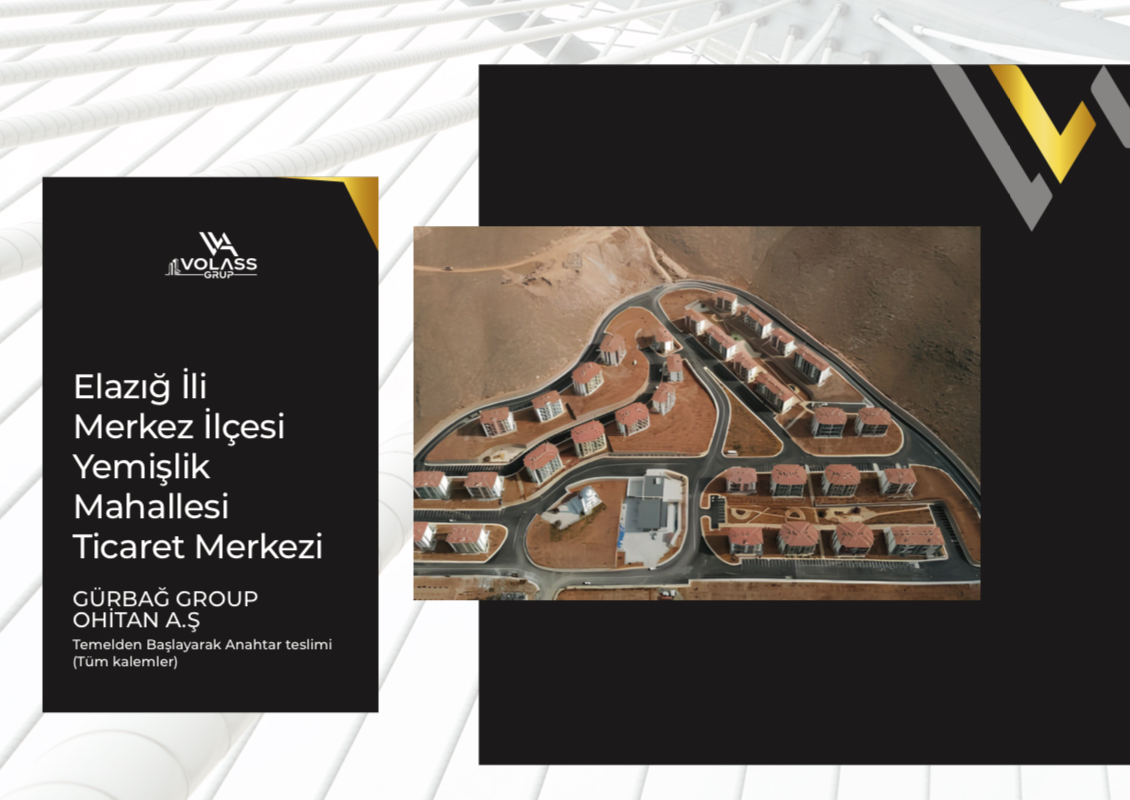 VOLASS
GRUP
Elazığ İli
Merkez İlçesi
Yemişlik
Mahallesi
Ticaret Merkezi
GÜRBAĞ GROUP
OHİTAN A.Ş
Temelden Başlayarak Anahtar teslimi
(Tüm kalemler)